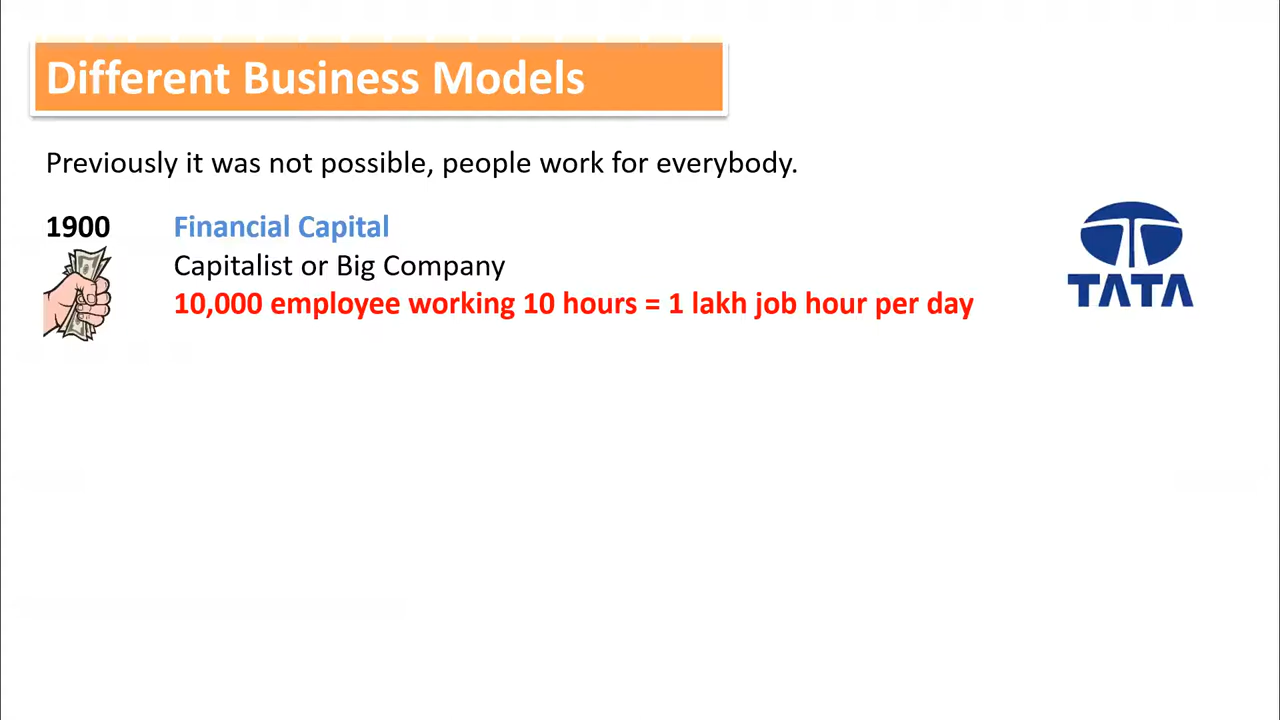 Different Business Models
Previously it was not possible, people work for everybody.
1900 Financial Capital
Capitalist or Big Company
10,000 employee working 10 hours = 1 lakh job hour per day
TATA